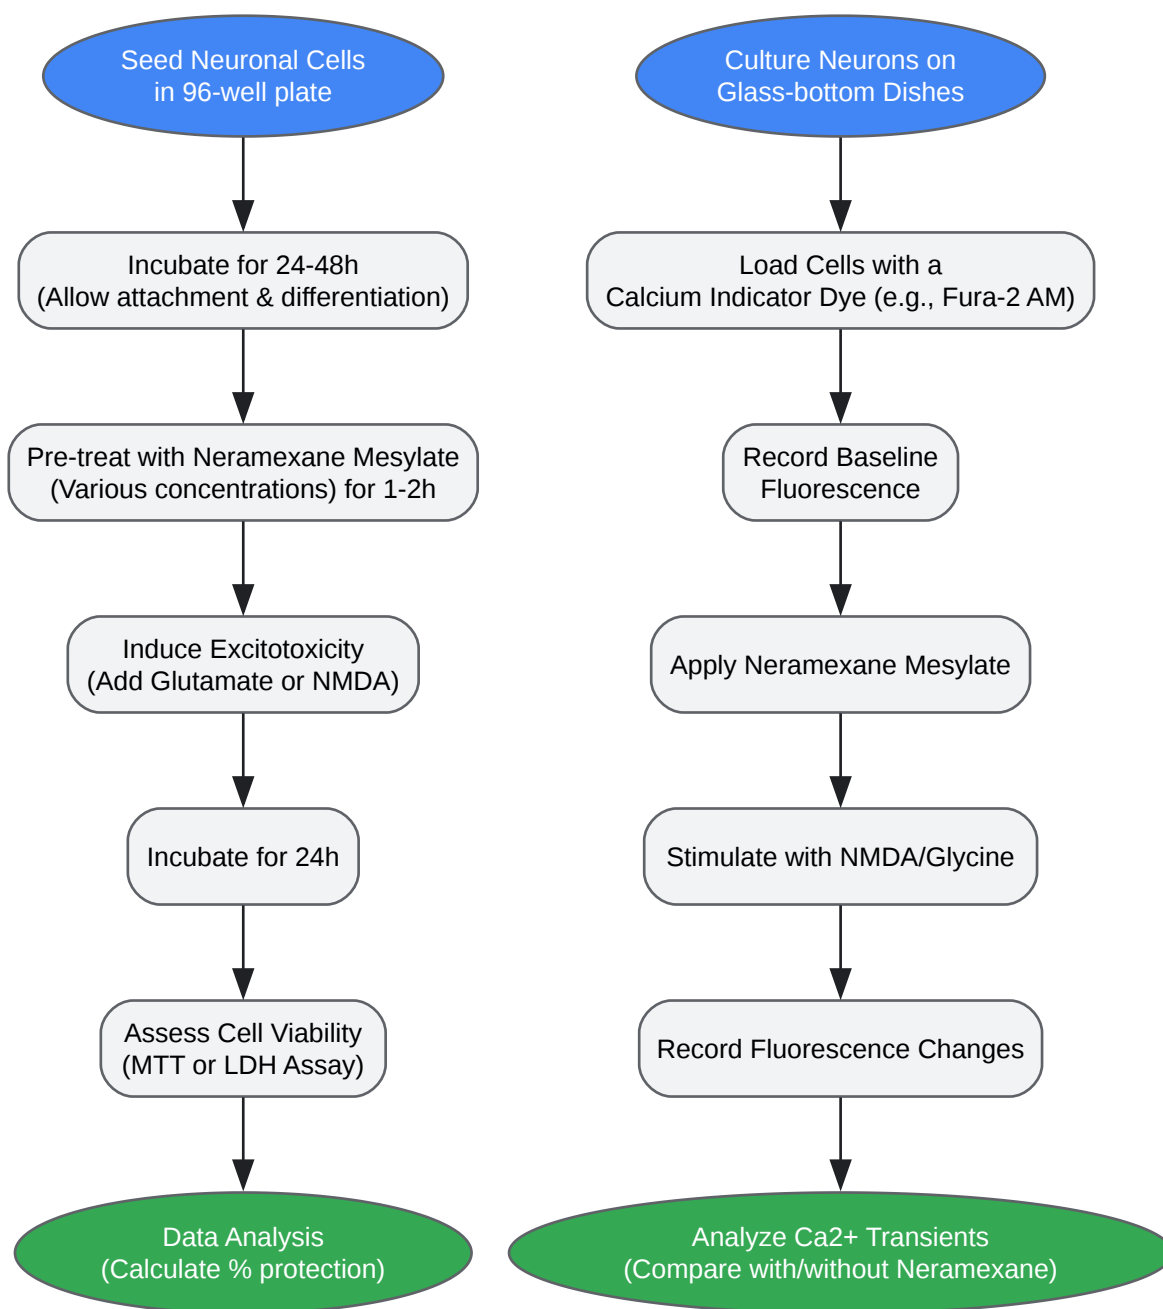 Seed Neuronal Cells
in 96-well plate
Incubate for 24-48h
(Allow attachment & differentiation)
Pre-treat with Neramexane Mesylate
(Various concentrations) for 1-2h
Induce Excitotoxicity
(Add Glutamate or NMDA)
Incubate for 24h
Assess Cell Viability
(MTT or LDH Assay)
Data Analysis
(Calculate % protection)
Culture Neurons on
Glass-bottom Dishes
Load Cells with a
Calcium Indicator Dye (e.g., Fura-2 AM)
Record Baseline
Fluorescence
Apply Neramexane Mesylate
Stimulate with NMDA/Glycine
Record Fluorescence Changes
Analyze Ca2+ Transients
(Compare with/without Neramexane)